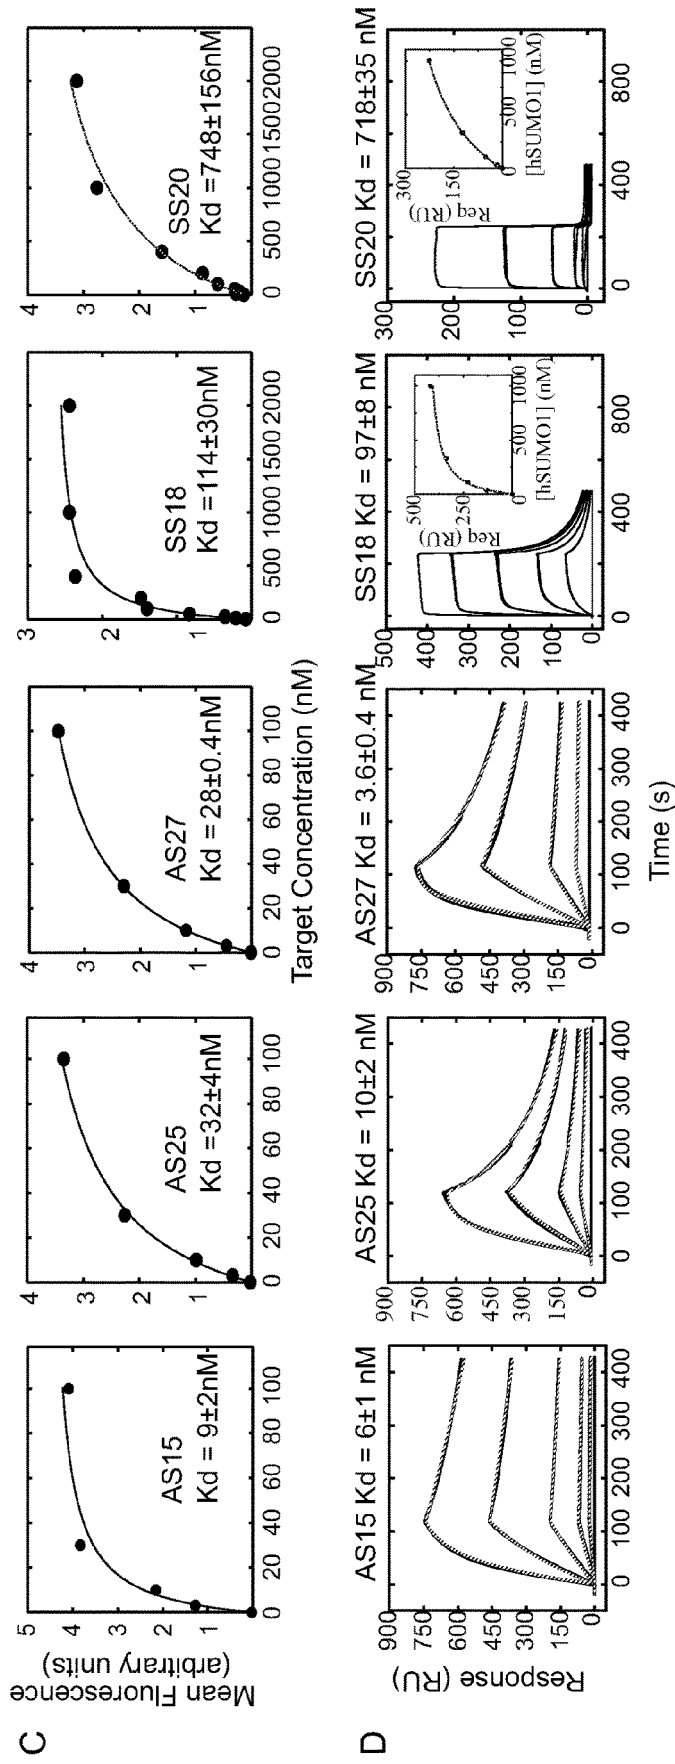 C
Mean Fluorescence
(arbitrary units)
5
4
3
2
1
0
0 20 40 60 80 100
AS15
Kd = 9±2nM
4
3
2
1
0 20 40 60 80 100
AS25
Kd =32±4nM
4
3
2
1
0 20 40 60 80 100
AS27
Kd = 28±0.4nM
3
2
1
0 500 1000 1500 2000
SS18
Kd = 114±30nM
4
3
2
1
0 500 1000 1500 2000
SS20
Kd =748±156nM
Target Concentration (nM)
D
Response (RU)
AS15 Kd = 6±1 nM
900
750
600
450
300
150
0
0 100 200 300 400
AS25 Kd = 10±2 nM
900
750
600
450
300
150
0
0 100 200 300 400
AS27 Kd = 3.6±0.4 nM
900
750
600
450
300
150
0
0 100 200 300 400
SS18 Kd = 97±8 nM
500
400
300
200
100
0
0 400 800
Req (RU)
500
250
0 500 1000
[hSUMO1] (nM)
SS20 Kd = 718±35 nM
300
200
100
0
0 400 800
Req (RU)
300
150
0 500 1000
[hSUMO1] (nM)
Time (s)